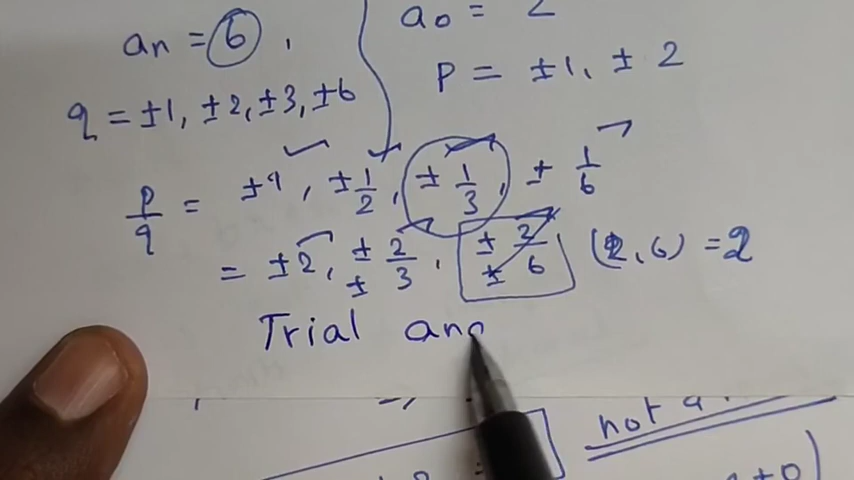 an = 6 ,
a0 = 2
q = ±1, ±2, ±3, ±6
P = ±1, ± 2
p/q = ±1, ±1/2, ± 1/3, ± 1/6
= ±2, ± 2/3, ± 2/6 (2,6) = 2
Trial an
not a